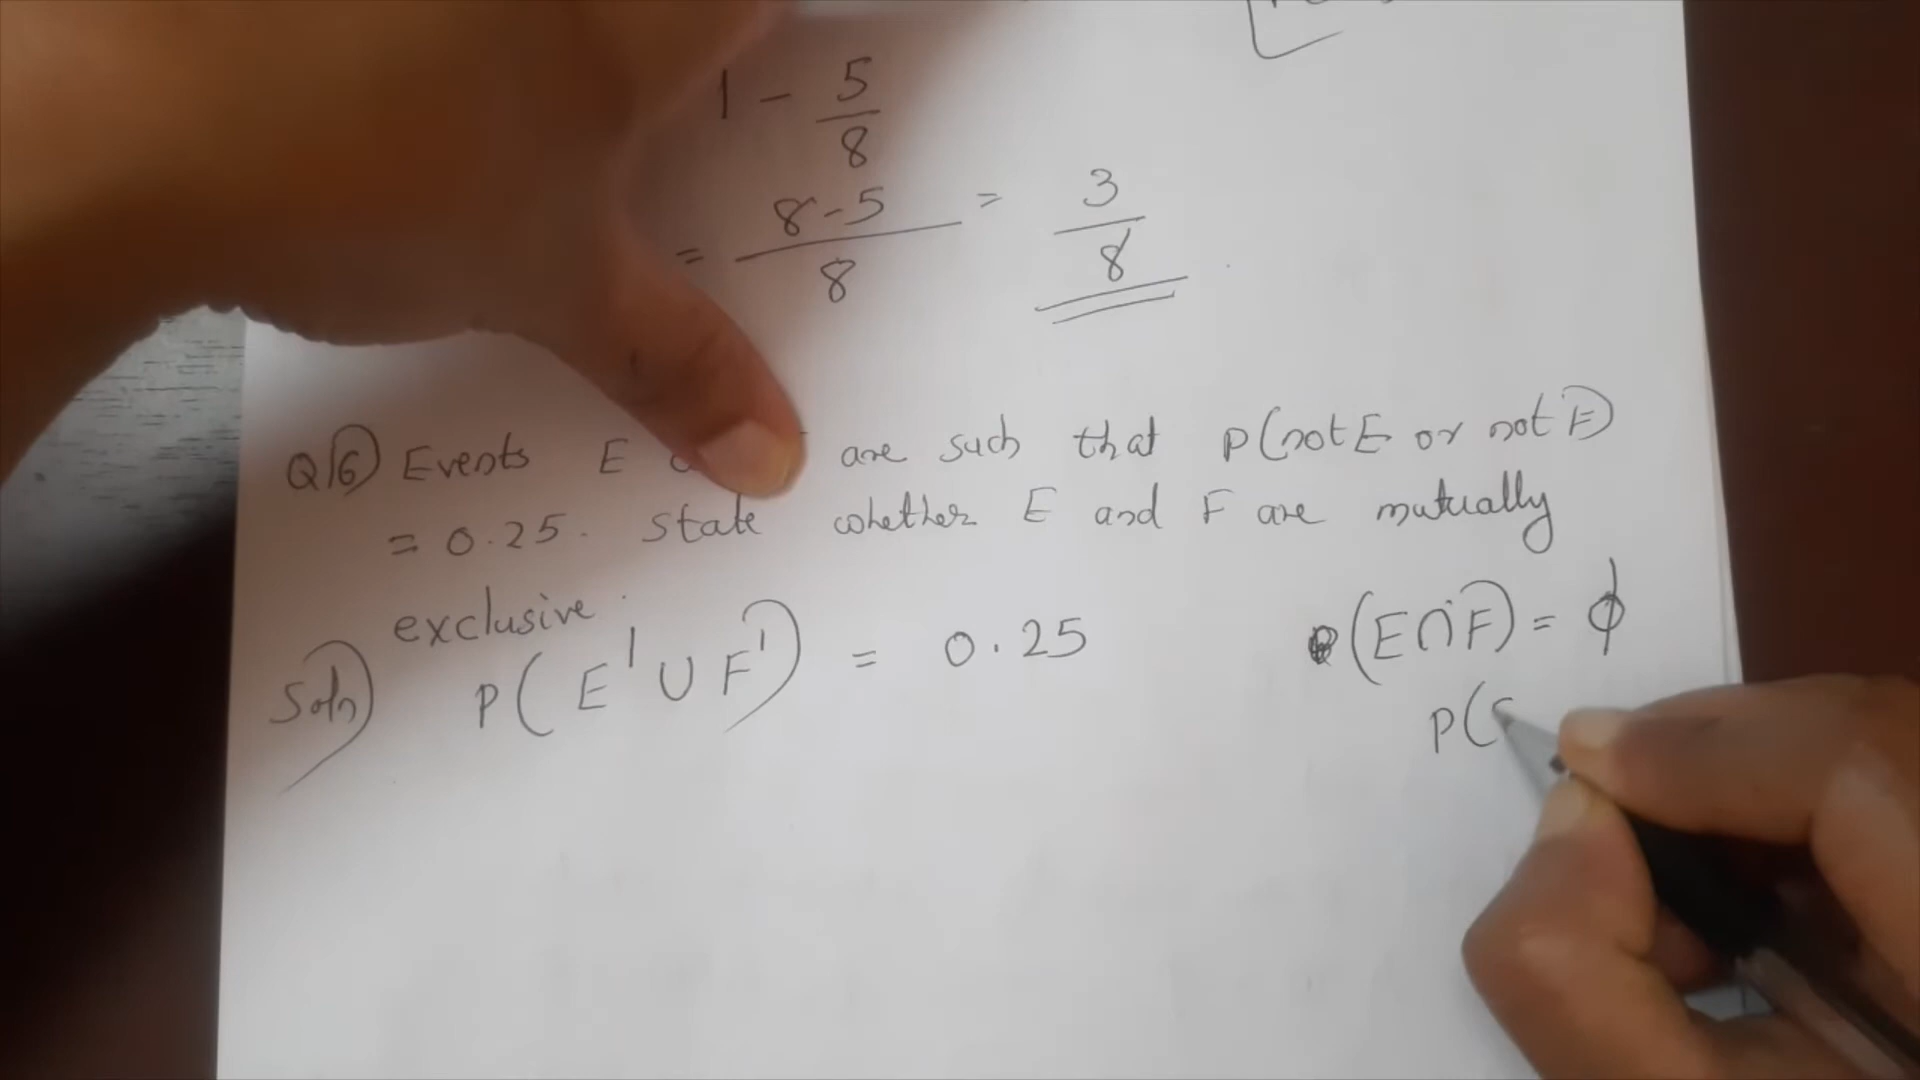 1 - 5/8
= 8-5/8 = 3/8
Q16) Events E are such that P(not E or not F)
= 0.25. State whether E and F are mutually
exclusive.
Soln) P(E' ∪ F') = 0.25
(E∩F) = ϕ
P(